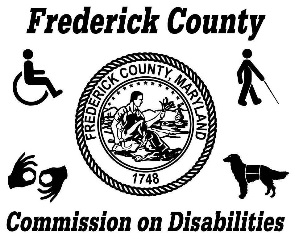 Frederick County
FREDERICK COUNTY, MARYLAND
1748
Commission on Disabilities